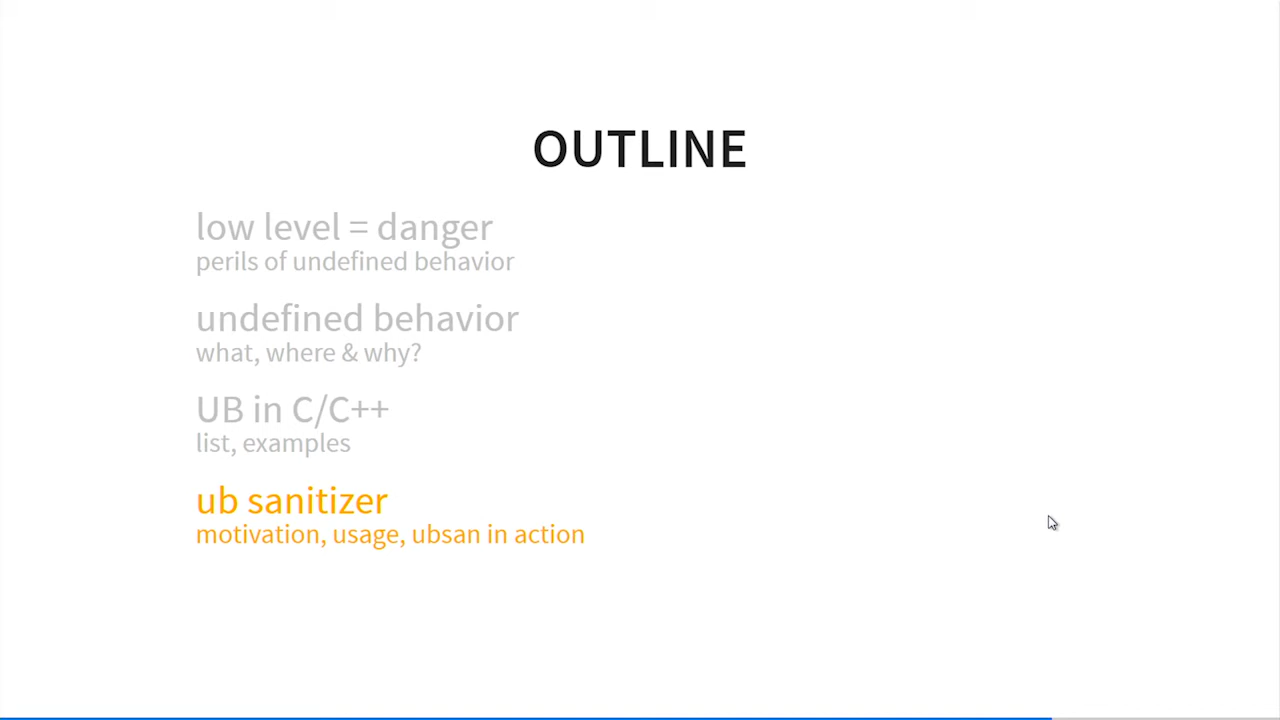 OUTLINE
low level = danger
perils of undefined behavior
undefined behavior
what, where & why?
UB in C/C++
list, examples
ub sanitizer
motivation, usage, ubsan in action